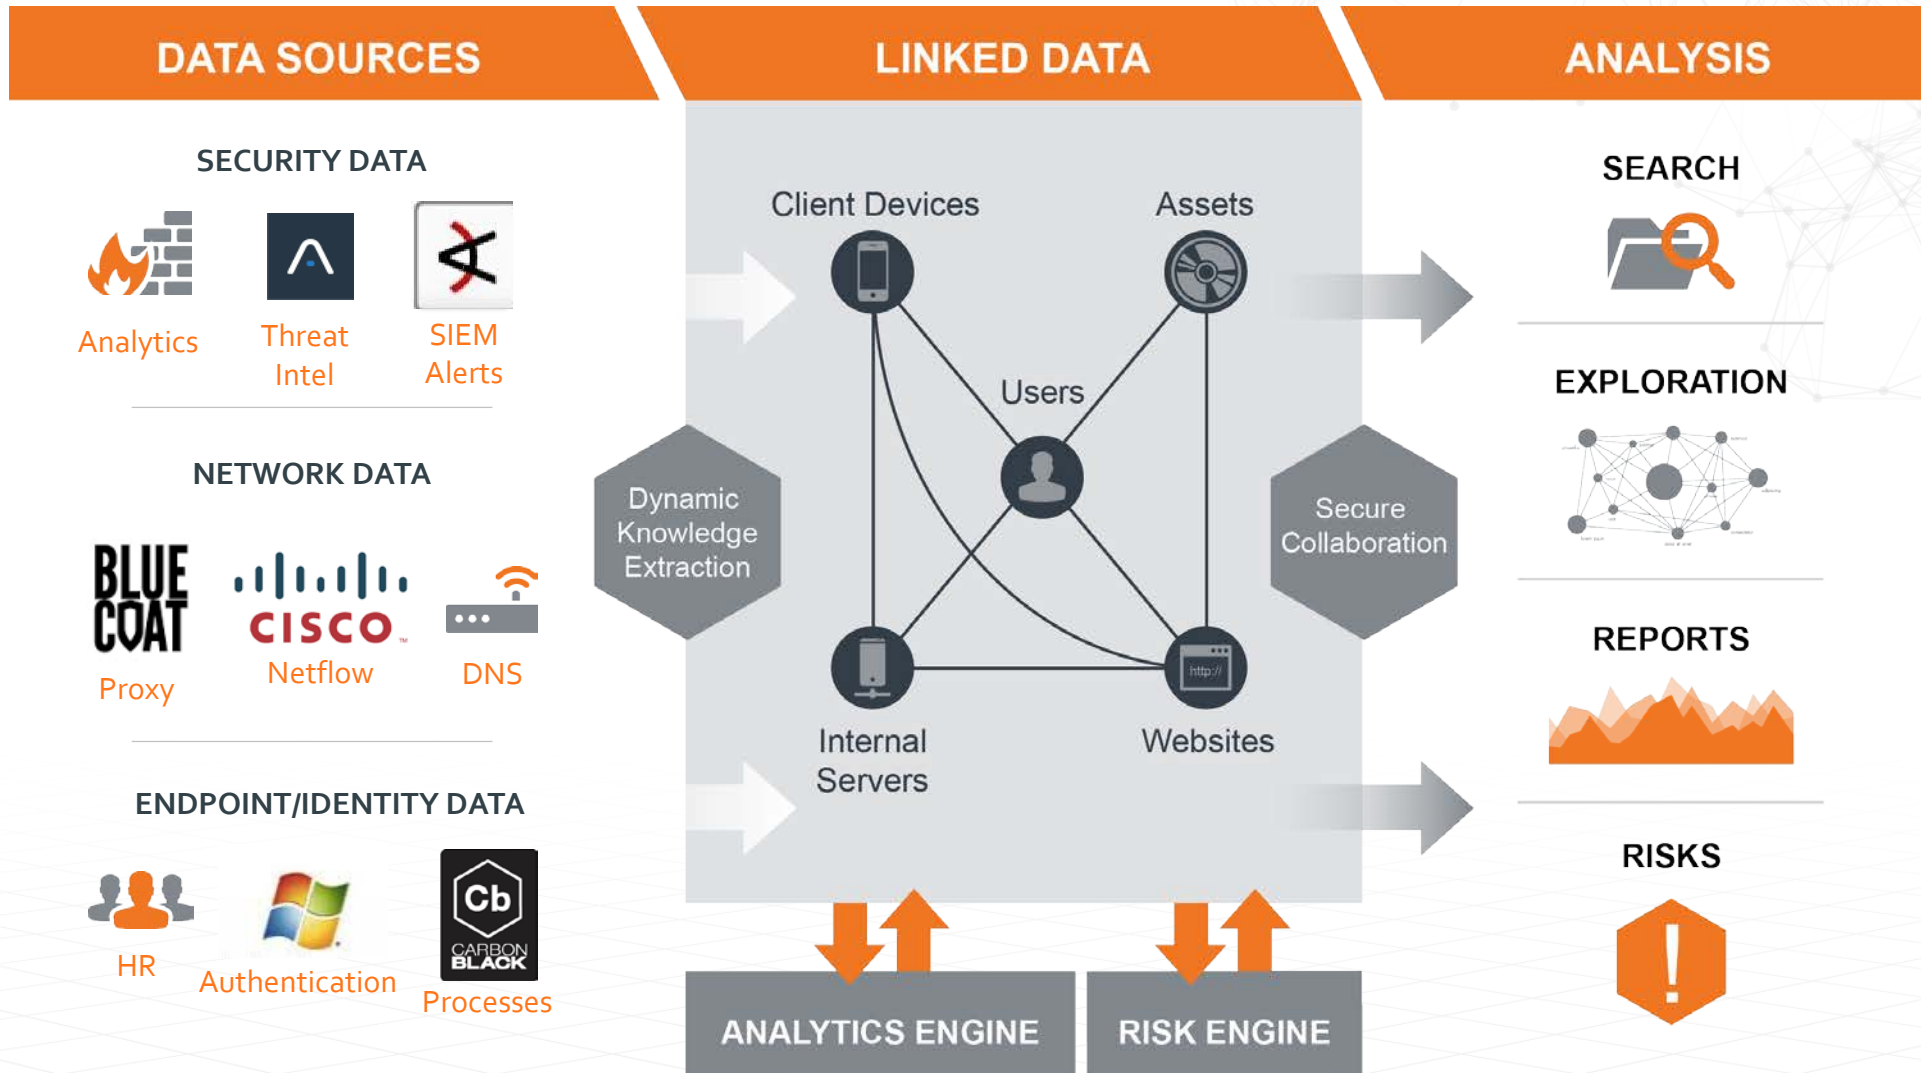 DATA SOURCES
LINKED DATA
ANALYSIS
SECURITY DATA
Analytics
Threat
Intel
SIEM
Alerts
NETWORK DATA
BLUE
COAT
Proxy
CISCO
Netflow
DNS
ENDPOINT/IDENTITY DATA
HR
Authentication
Cb
CARBON
BLACK
Processes
Dynamic
Knowledge
Extraction
Client Devices
Assets
Users
Internal
Servers
http://
Websites
Secure
Collaboration
ANALYTICS ENGINE
RISK ENGINE
SEARCH
EXPLORATION
REPORTS
RISKS
!